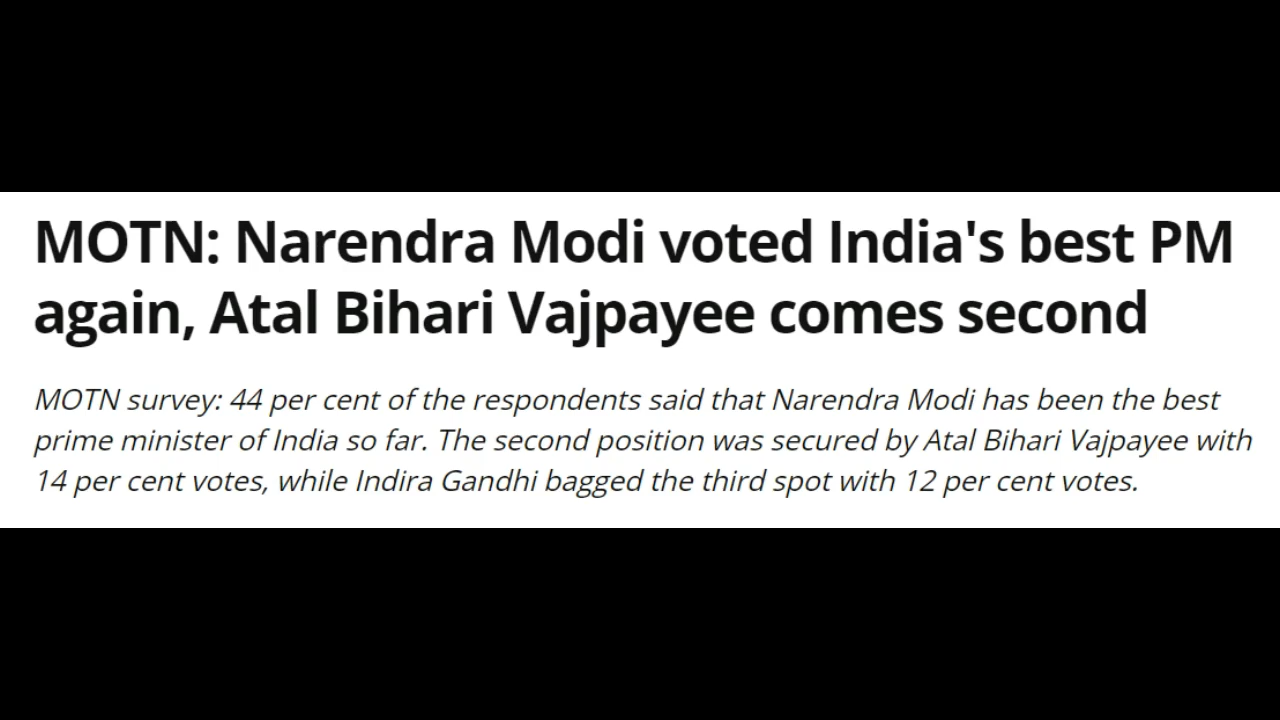 MOTN: Narendra Modi voted India's best PM
again, Atal Bihari Vajpayee comes second
MOTN survey: 44 per cent of the respondents said that Narendra Modi has been the best
prime minister of India so far. The second position was secured by Atal Bihari Vajpayee with
14 per cent votes, while Indira Gandhi bagged the third spot with 12 per cent votes.